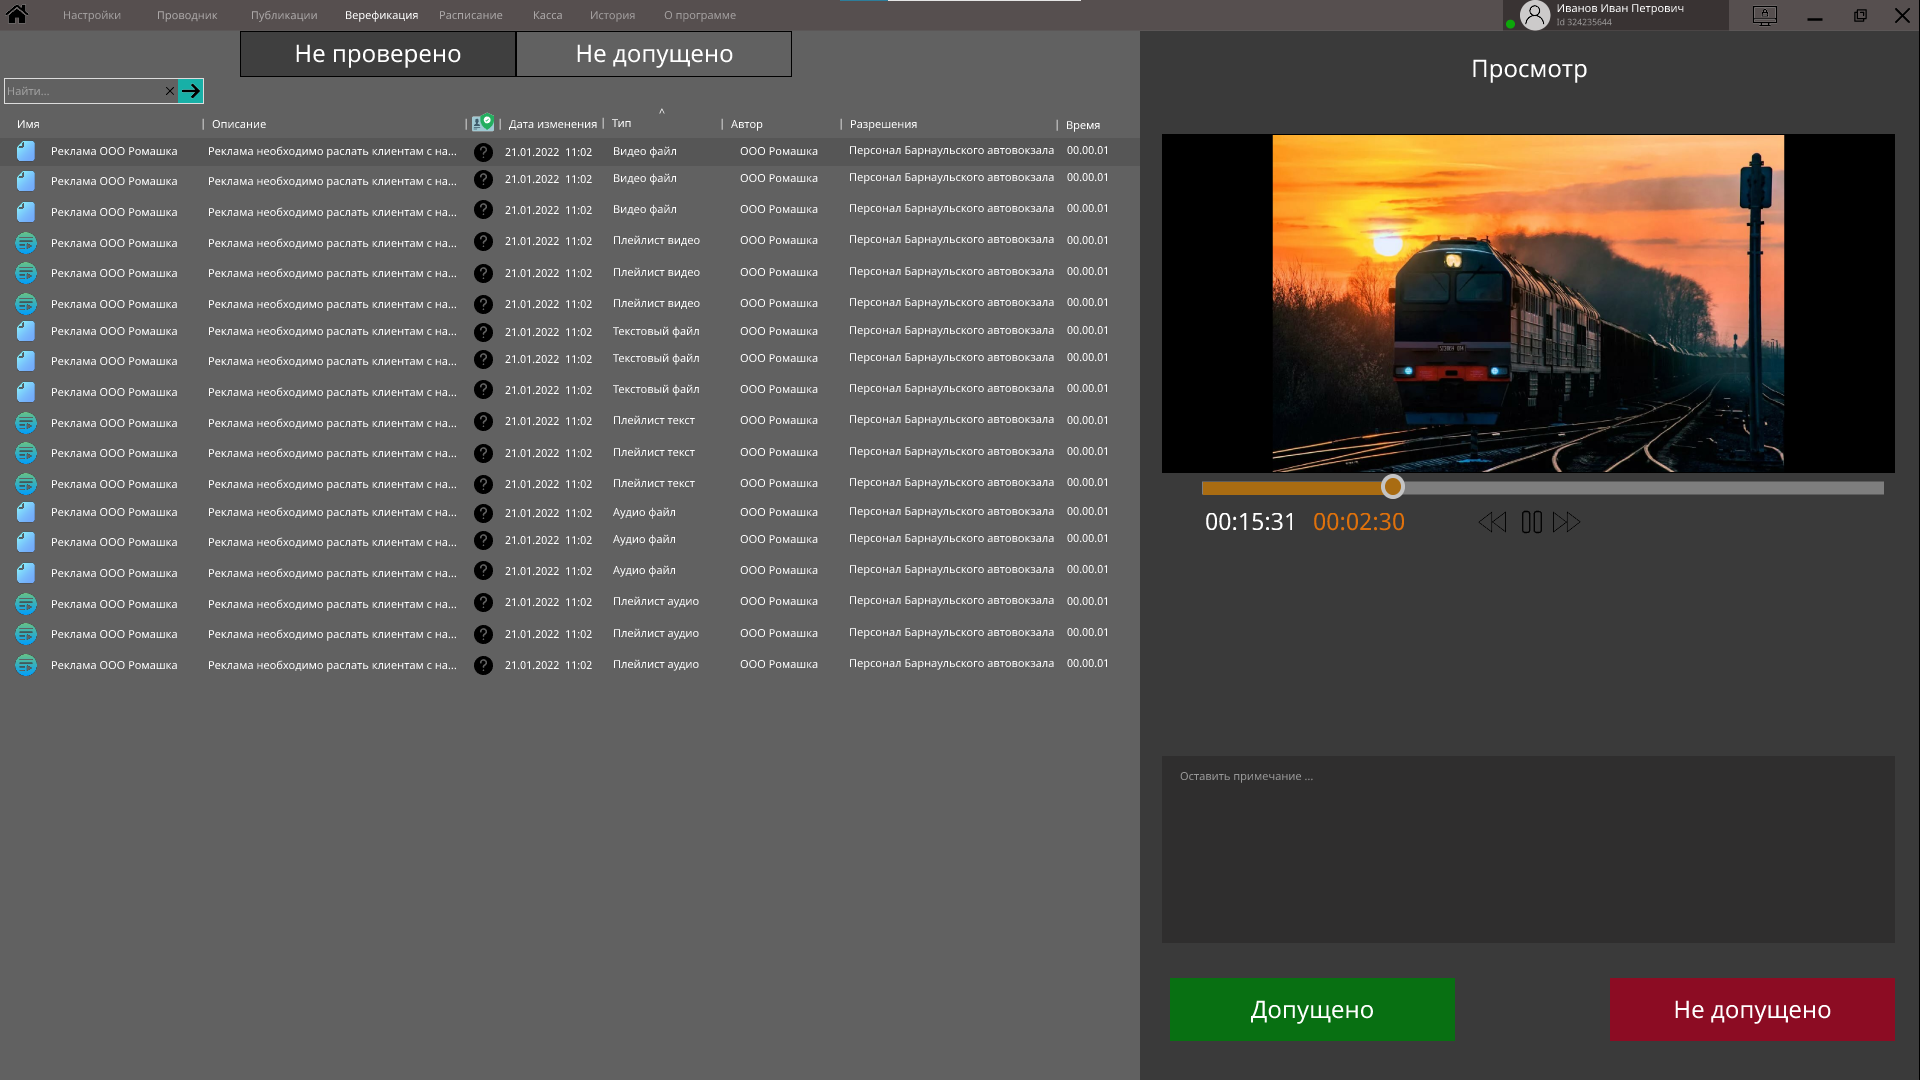 Настройки Проводник Публикации Верефикация Расписание Касса История О программе
Иванов Иван Петрович
Id 324235644
Не проверено Не допущено
Просмотр
Найти...
Имя | Описание | | Дата изменения | Тип ^ | Автор | Разрешения | Время
Реклама ООО Ромашка Реклама необходимо раслать клиентам с на... ? 21.01.2022 11:02 Видео файл ООО Ромашка Персонал Барнаульского автовокзала 00.00.01
Реклама ООО Ромашка Реклама необходимо раслать клиентам с на... ? 21.01.2022 11:02 Видео файл ООО Ромашка Персонал Барнаульского автовокзала 00.00.01
Реклама ООО Ромашка Реклама необходимо раслать клиентам с на... ? 21.01.2022 11:02 Видео файл ООО Ромашка Персонал Барнаульского автовокзала 00.00.01
Реклама ООО Ромашка Реклама необходимо раслать клиентам с на... ? 21.01.2022 11:02 Плейлист видео ООО Ромашка Персонал Барнаульского автовокзала 00.00.01
Реклама ООО Ромашка Реклама необходимо раслать клиентам с на... ? 21.01.2022 11:02 Плейлист видео ООО Ромашка Персонал Барнаульского автовокзала 00.00.01
Реклама ООО Ромашка Реклама необходимо раслать клиентам с на... ? 21.01.2022 11:02 Плейлист видео ООО Ромашка Персонал Барнаульского автовокзала 00.00.01
Реклама ООО Ромашка Реклама необходимо раслать клиентам с на... ? 21.01.2022 11:02 Текстовый файл ООО Ромашка Персонал Барнаульского автовокзала 00.00.01
Реклама ООО Ромашка Реклама необходимо раслать клиентам с на... ? 21.01.2022 11:02 Текстовый файл ООО Ромашка Персонал Барнаульского автовокзала 00.00.01
Реклама ООО Ромашка Реклама необходимо раслать клиентам с на... ? 21.01.2022 11:02 Текстовый файл ООО Ромашка Персонал Барнаульского автовокзала 00.00.01
Реклама ООО Ромашка Реклама необходимо раслать клиентам с на... ? 21.01.2022 11:02 Плейлист текст ООО Ромашка Персонал Барнаульского автовокзала 00.00.01
Реклама ООО Ромашка Реклама необходимо раслать клиентам с на... ? 21.01.2022 11:02 Плейлист текст ООО Ромашка Персонал Барнаульского автовокзала 00.00.01
Реклама ООО Ромашка Реклама необходимо раслать клиентам с на... ? 21.01.2022 11:02 Плейлист текст ООО Ромашка Персонал Барнаульского автовокзала 00.00.01
Реклама ООО Ромашка Реклама необходимо раслать клиентам с на... ? 21.01.2022 11:02 Аудио файл ООО Ромашка Персонал Барнаульского автовокзала 00.00.01
Реклама ООО Ромашка Реклама необходимо раслать клиентам с на... ? 21.01.2022 11:02 Аудио файл ООО Ромашка Персонал Барнаульского автовокзала 00.00.01
Реклама ООО Ромашка Реклама необходимо раслать клиентам с на... ? 21.01.2022 11:02 Аудио файл ООО Ромашка Персонал Барнаульского автовокзала 00.00.01
Реклама ООО Ромашка Реклама необходимо раслать клиентам с на... ? 21.01.2022 11:02 Плейлист аудио ООО Ромашка Персонал Барнаульского автовокзала 00.00.01
Реклама ООО Ромашка Реклама необходимо раслать клиентам с на... ? 21.01.2022 11:02 Плейлист аудио ООО Ромашка Персонал Барнаульского автовокзала 00.00.01
Реклама ООО Ромашка Реклама необходимо раслать клиентам с на... ? 21.01.2022 11:02 Плейлист аудио ООО Ромашка Персонал Барнаульского автовокзала 00.00.01
00:15:31 00:02:30
Оставить примечание ...
Допущено Не допущено